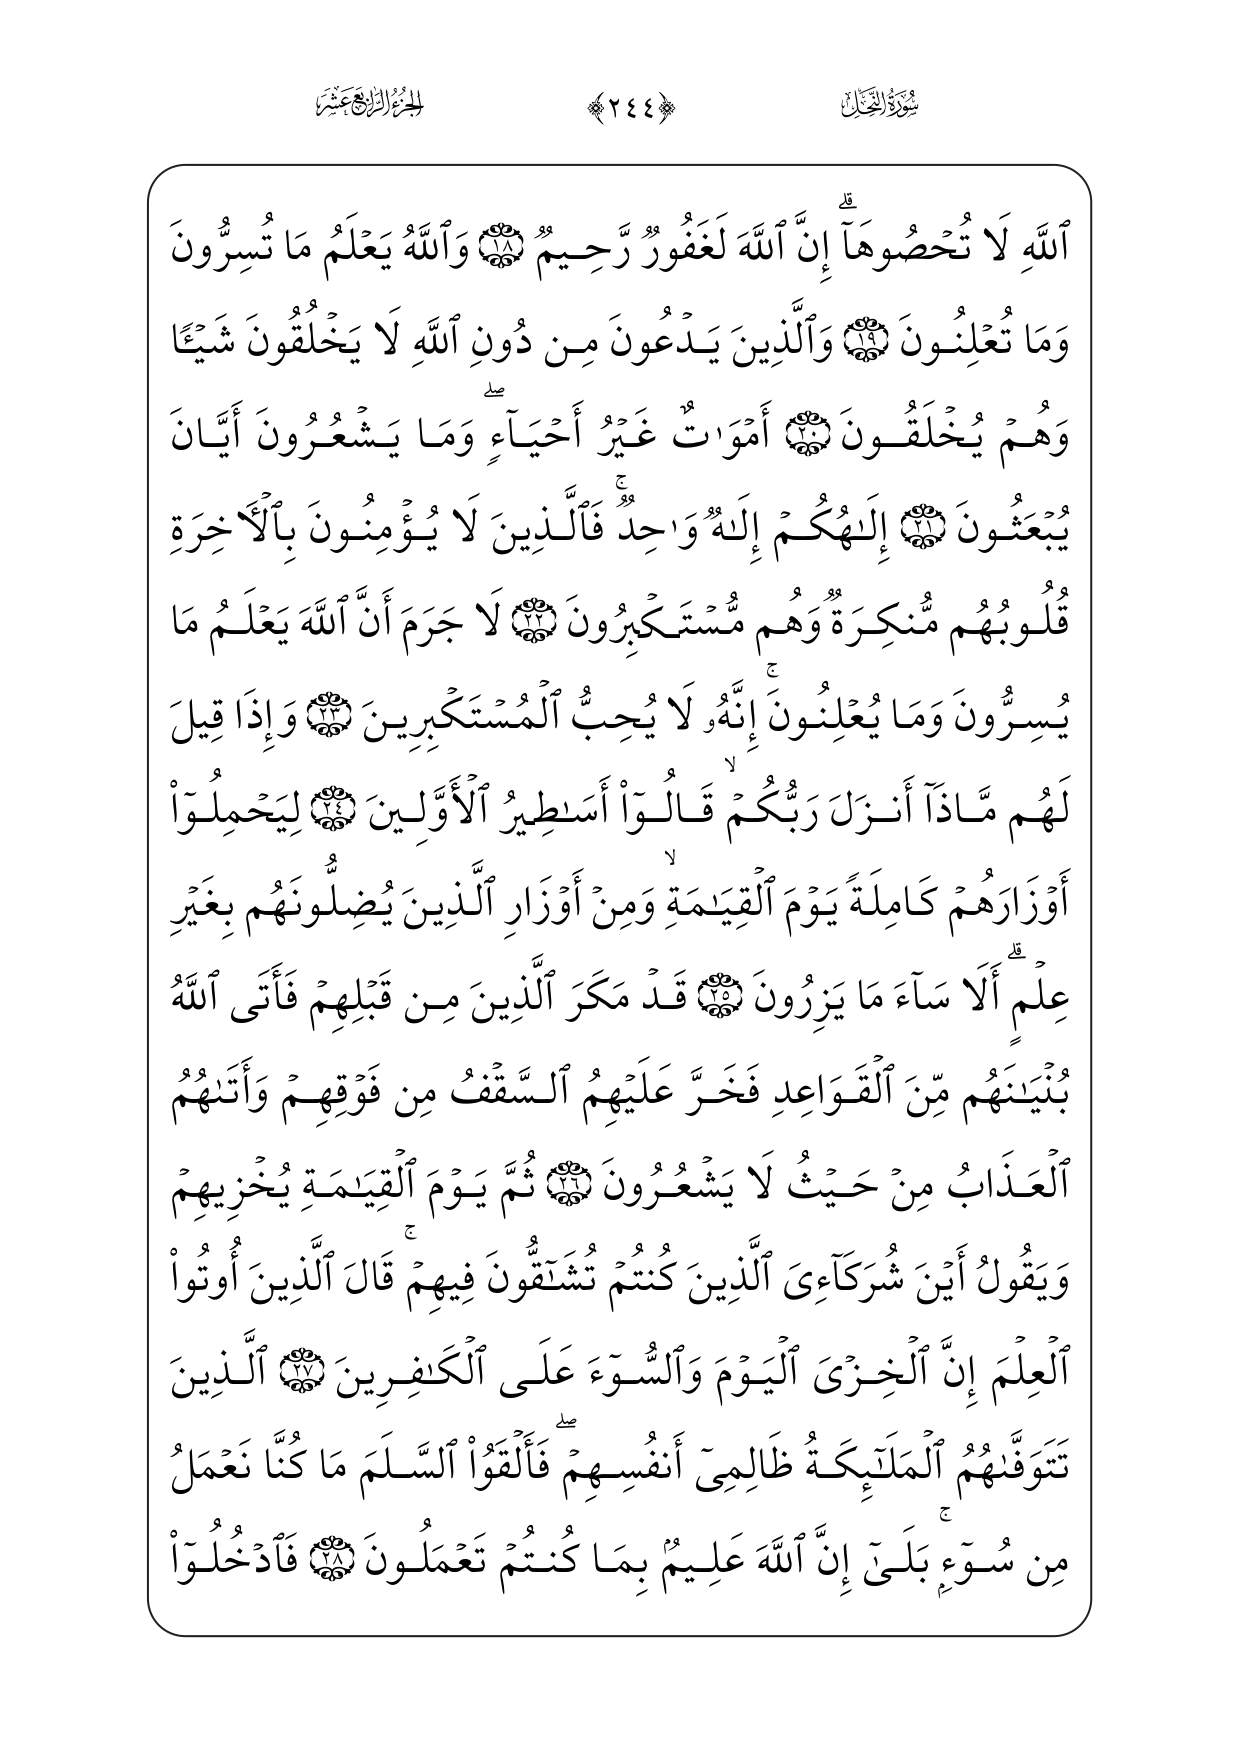 سُورَةُ النَّحْلِ ﴿٢٤٤﴾ الجُزْءُ الرَّابِعَ عَشَرَ
ٱللَّهِ لَا تُحۡصُوهَآۗ إِنَّ ٱللَّهَ لَغَفُورٌ رَّحِيمٌ ١٨ وَٱللَّهُ يَعۡلَمُ مَا تُسِرُّونَ
وَمَا تُعۡلِنُونَ ١٩ وَٱلَّذِينَ يَدۡعُونَ مِن دُونِ ٱللَّهِ لَا يَخۡلُقُونَ شَيۡـًٔا
وَهُمۡ يُخۡلَقُونَ ٢٠ أَمۡوَٰتٌ غَيۡرُ أَحۡيَآءٍۖ وَمَا يَشۡعُرُونَ أَيَّانَ
يُبۡعَثُونَ ٢١ إِلَٰهُكُمۡ إِلَٰهٌ وَٰحِدٌۚ فَٱلَّذِينَ لَا يُؤۡمِنُونَ بِٱلۡأٓخِرَةِ
قُلُوبُهُم مُّنكِرَةٌ وَهُم مُّسۡتَكۡبِرُونَ ٢٢ لَا جَرَمَ أَنَّ ٱللَّهَ يَعۡلَمُ مَا
يُسِرُّونَ وَمَا يُعۡلِنُونَۚ إِنَّهُۥ لَا يُحِبُّ ٱلۡمُسۡتَكۡبِرِينَ ٢٣ وَإِذَا قِيلَ
لَهُم مَّاذَآ أَنزَلَ رَبُّكُمۡۙ قَالُوٓاْ أَسَٰطِيرُ ٱلۡأَوَّلِينَ ٢٤ لِيَحۡمِلُوٓاْ
أَوۡزَارَهُمۡ كَامِلَةً يَوۡمَ ٱلۡقِيَٰمَةِۙ وَمِنۡ أَوۡزَارِ ٱلَّذِينَ يُضِلُّونَهُم بِغَيۡرِ
عِلۡمٍۗ أَلَا سَآءَ مَا يَزِرُونَ ٢٥ قَدۡ مَكَرَ ٱلَّذِينَ مِن قَبۡلِهِمۡ فَأَتَى ٱللَّهُ
بُنۡيَٰنَهُم مِّنَ ٱلۡقَوَاعِدِ فَخَرَّ عَلَيۡهِمُ ٱلسَّقۡفُ مِن فَوۡقِهِمۡ وَأَتَىٰهُمُ
ٱلۡعَذَابُ مِنۡ حَيۡثُ لَا يَشۡعُرُونَ ٢٦ ثُمَّ يَوۡمَ ٱلۡقِيَٰمَةِ يُخۡزِيهِمۡ
وَيَقُولُ أَيۡنَ شُرَكَآءِيَ ٱلَّذِينَ كُنتُمۡ تُشَٰٓقُّونَ فِيهِمۡۚ قَالَ ٱلَّذِينَ أُوتُواْ
ٱلۡعِلۡمَ إِنَّ ٱلۡخِزۡيَ ٱلۡيَوۡمَ وَٱلسُّوٓءَ عَلَى ٱلۡكَٰفِرِينَ ٢٧ ٱلَّذِينَ
تَتَوَفَّىٰهُمُ ٱلۡمَلَٰٓئِكَةُ ظَالِمِيٓ أَنفُسِهِمۡۖ فَأَلۡقَوُاْ ٱلسَّلَمَ مَا كُنَّا نَعۡمَلُ
مِن سُوٓءِۭۚ بَلَىٰٓ إِنَّ ٱللَّهَ عَلِيمُۢ بِمَا كُنتُمۡ تَعۡمَلُونَ ٢٨ فَٱدۡخُلُوٓاْ